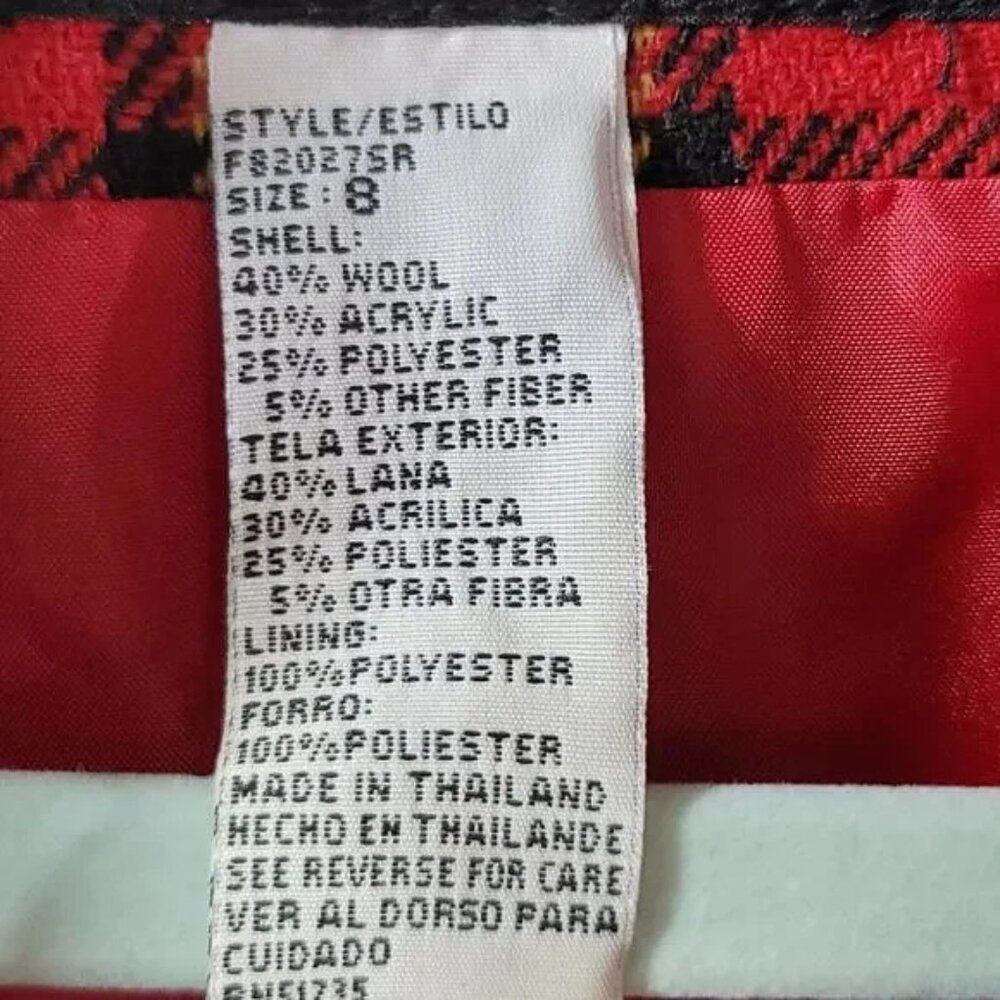 STYLE/ESTILO
F82027SR
SIZE: 8
SHELL:
40% WOOL
30% ACRYLIC
25% POLYESTER
5% OTHER FIBER
TELA EXTERIOR:
40% LANA
30% ACRILICA
25% POLIESTER
5% OTRA FIBRA
LINING:
100% POLYESTER
FORRO:
100% POLIESTER
MADE IN THAILAND
HECHO EN THAILANDE
SEE REVERSE FOR CARE
VER AL DORSO PARA
CUIDADO